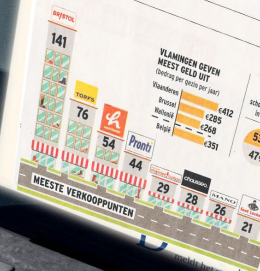 BRISTOL
141
TORFS
76
54
Pronti
44
29
CHAUSSEA
28
26
21
MEESTE VERKOOPPUNTEN
VLAMINGEN GEVEN
MEEST GELD UIT
(bedrag per gezin per jaar)
Vlaanderen €412
Brussel €285
Wallonië €268
België €351